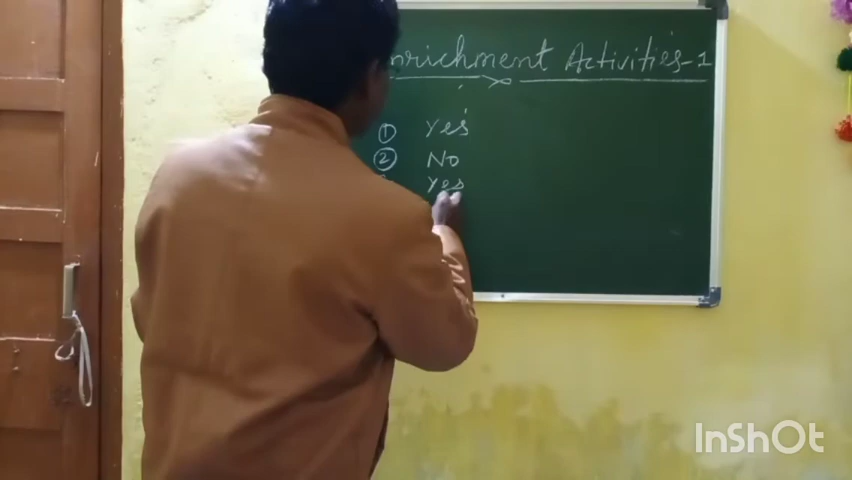 nrichment Activities-1
① Yes
② No
Yes
InShOt